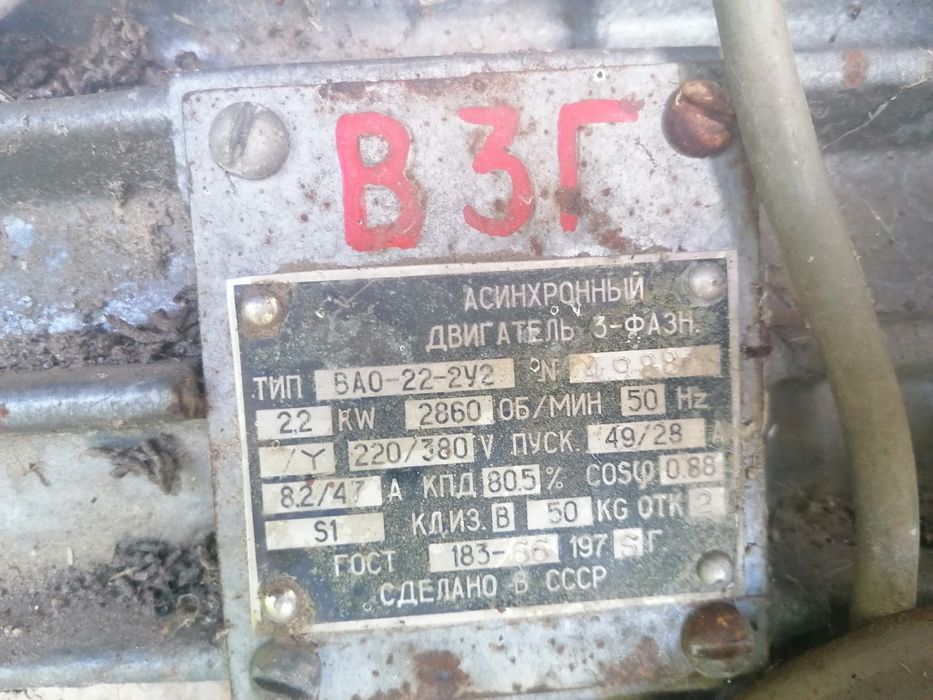 В3Г
АСИНХРОННЫЙ
ДВИГАТЕЛЬ 3-ФАЗН.
ТИП ВАО-22-2У2 № 4988
2,2 KW 2860 ОБ/МИН 50 Hz
/Y 220/380 V ПУСК. 49/28 A
8.2/4.7 A КПД 80.5 % COSφ 0.88
S1 КЛ.ИЗ. В 50 KG ОТК 2
ГОСТ 183-66 197 Г
СДЕЛАНО В СССР